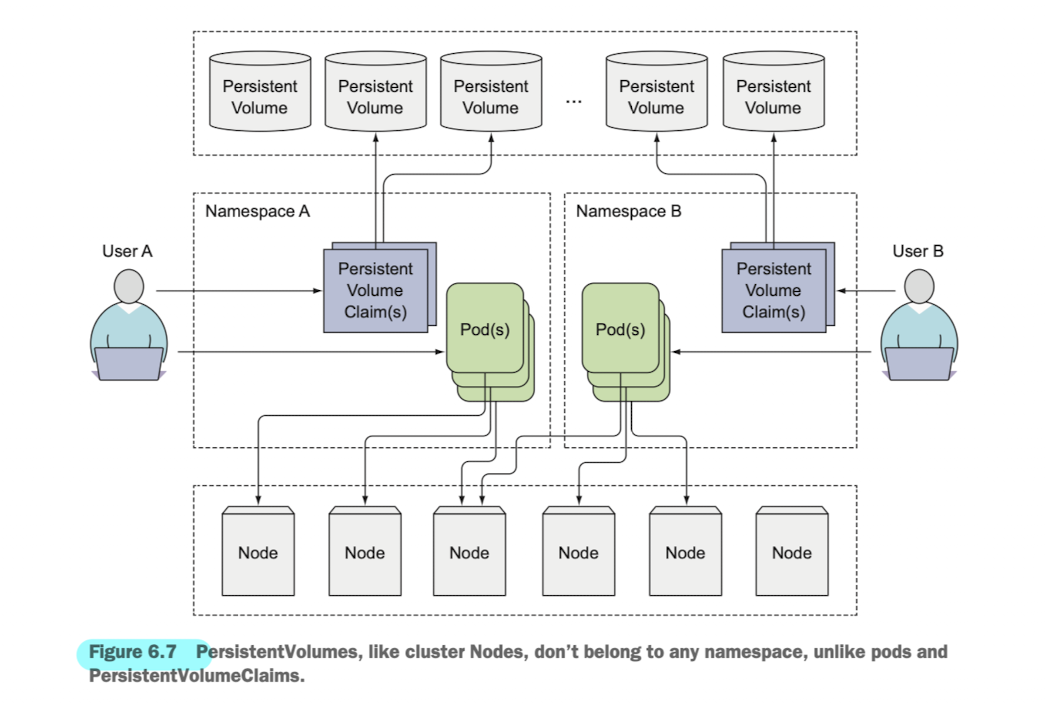 Persistent
Volume
Persistent
Volume
Persistent
Volume
...
Persistent
Volume
Persistent
Volume
Namespace A
Namespace B
User A
User B
Persistent
Volume
Claim(s)
Pod(s)
Pod(s)
Persistent
Volume
Claim(s)
Node
Node
Node
Node
Node
Node
Figure 6.7 PersistentVolumes, like cluster Nodes, don’t belong to any namespace, unlike pods and
PersistentVolumeClaims.